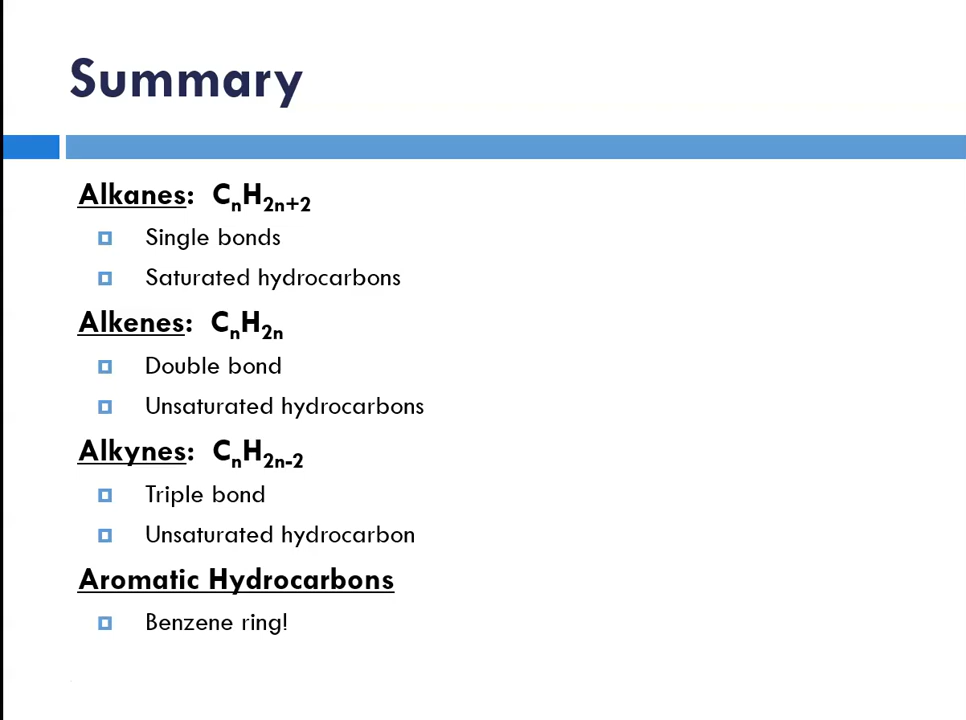 Summary
Alkanes: CₙH₂ₙ₊₂
Single bonds
Saturated hydrocarbons
Alkenes: CₙH₂ₙ
Double bond
Unsaturated hydrocarbons
Alkynes: CₙH₂ₙ₋₂
Triple bond
Unsaturated hydrocarbon
Aromatic Hydrocarbons
Benzene ring!